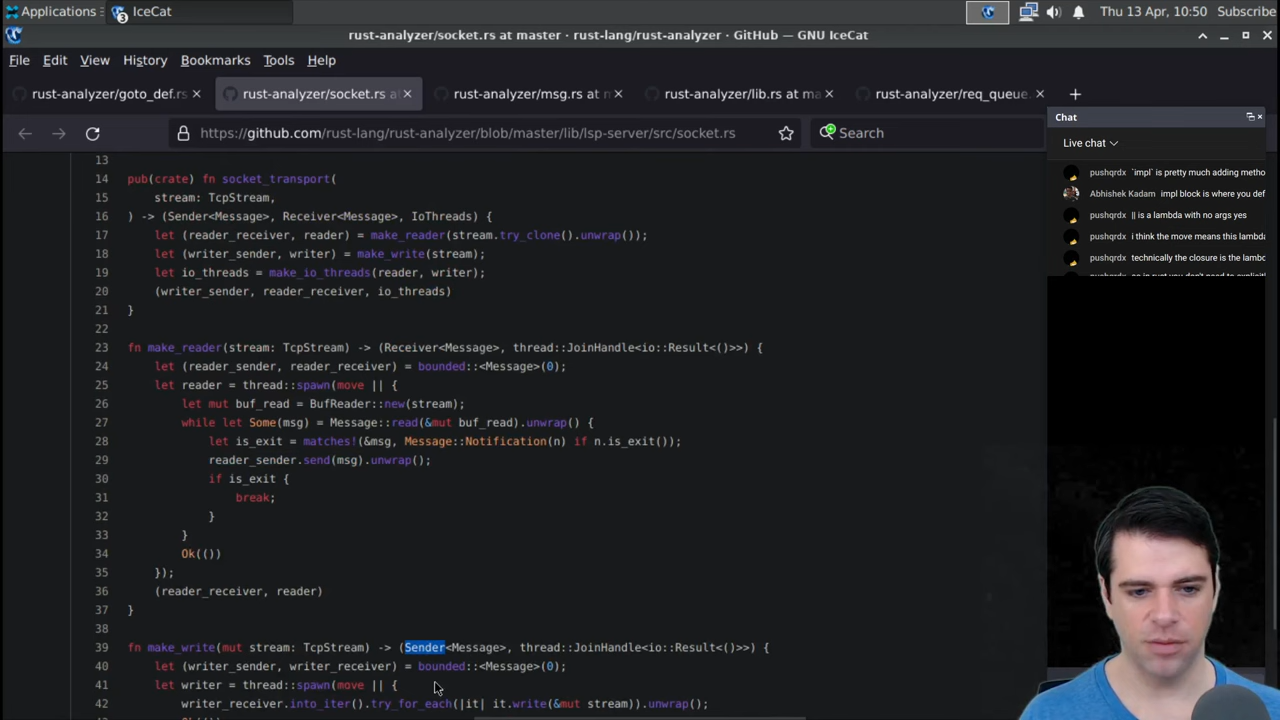 Applications
3 IceCat
Thu 13 Apr, 10:50 Subscribe
rust-analyzer/socket.rs at master · rust-lang/rust-analyzer · GitHub — GNU IceCat
File Edit View History Bookmarks Tools Help
rust-analyzer/goto_def.rs
rust-analyzer/socket.rs at
rust-analyzer/msg.rs at m
rust-analyzer/lib.rs at ma
rust-analyzer/req_queue.
https://github.com/rust-lang/rust-analyzer/blob/master/lib/lsp-server/src/socket.rs
Search
Chat
Live chat
pushqrdx `impl` is pretty much adding metho
Abhishek Kadam impl block is where you def
pushqrdx || is a lambda with no args yes
pushqrdx i think the move means this lambda
pushqrdx technically the closure is the lamb
13
14 pub(crate) fn socket_transport(
15 stream: TcpStream,
16 ) -> (Sender<Message>, Receiver<Message>, IoThreads) {
17 let (reader_receiver, reader) = make_reader(stream.try_clone().unwrap());
18 let (writer_sender, writer) = make_write(stream);
19 let io_threads = make_io_threads(reader, writer);
20 (writer_sender, reader_receiver, io_threads)
21 }
22
23 fn make_reader(stream: TcpStream) -> (Receiver<Message>, thread::JoinHandle<io::Result<()>>) {
24 let (reader_sender, reader_receiver) = bounded::<Message>(0);
25 let reader = thread::spawn(move || {
26 let mut buf_read = BufReader::new(stream);
27 while let Some(msg) = Message::read(&mut buf_read).unwrap() {
28 let is_exit = matches!(&msg, Message::Notification(n) if n.is_exit());
29 reader_sender.send(msg).unwrap();
30 if is_exit {
31 break;
32 }
33 }
34 Ok(())
35 });
36 (reader_receiver, reader)
37 }
38
39 fn make_write(mut stream: TcpStream) -> (Sender<Message>, thread::JoinHandle<io::Result<()>>) {
40 let (writer_sender, writer_receiver) = bounded::<Message>(0);
41 let writer = thread::spawn(move || {
42 writer_receiver.into_iter().try_for_each(|it| it.write(&mut stream)).unwrap();